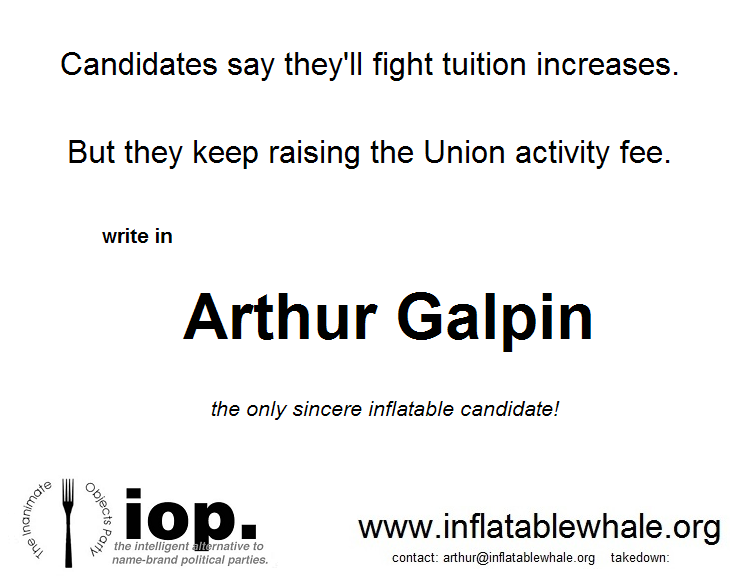 Candidates say they'll fight tuition increases.
But they keep raising the Union activity fee.
write in
Arthur Galpin
the only sincere inflatable candidate!
The Inanimate Objects Party
iop.
the intelligent alternative to
name-brand political parties.
www.inflatablewhale.org
contact: arthur@inflatablewhale.org takedown: